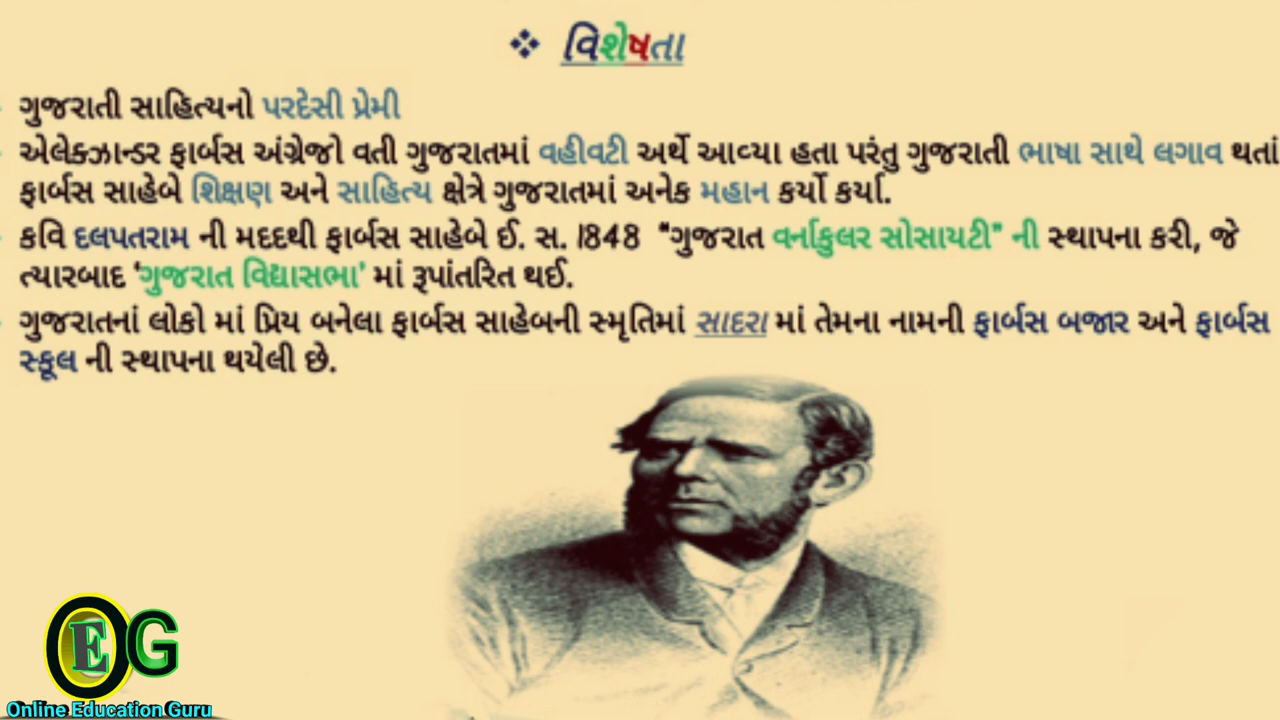 ❖ વિશેષતા
ગુજરાતી સાહિત્યનો પરદેસી પ્રેમી
એલેક્ઝાન્ડર ફાર્બસ અંગ્રેજો વતી ગુજરાતમાં વહીવટી અર્થે આવ્યા હતા પરંતુ ગુજરાતી ભાષા સાથે લગાવ થતાં
ફાર્બસ સાહેબે શિક્ષણ અને સાહિત્ય ક્ષેત્રે ગુજરાતમાં અનેક મહાન કર્યો કર્યા.
કવિ દલપતરામ ની મદદથી ફાર્બસ સાહેબે ઈ. સ. 1848 "ગુજરાત વર્નાકુલર સોસાયટી" ની સ્થાપના કરી, જે
ત્યારબાદ 'ગુજરાત વિદ્યાસભા' માં રૂપાંતરિત થઈ.
ગુજરાતનાં લોકો માં પ્રિય બનેલા ફાર્બસ સાહેબની સ્મૃતિમાં સાદરા માં તેમના નામની ફાર્બસ બજાર અને ફાર્બસ
સ્કૂલ ની સ્થાપના થયેલી છે.
OEG
Online Education Guru